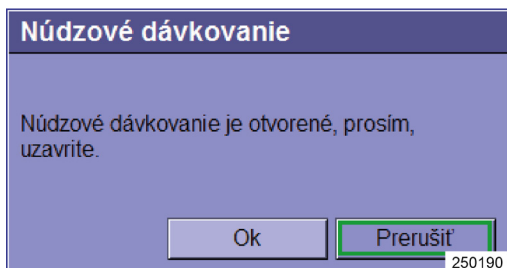 Núdzové dávkovanie
Núdzové dávkovanie je otvorené, prosím,
uzavrite.
Ok
Prerušiť
250190